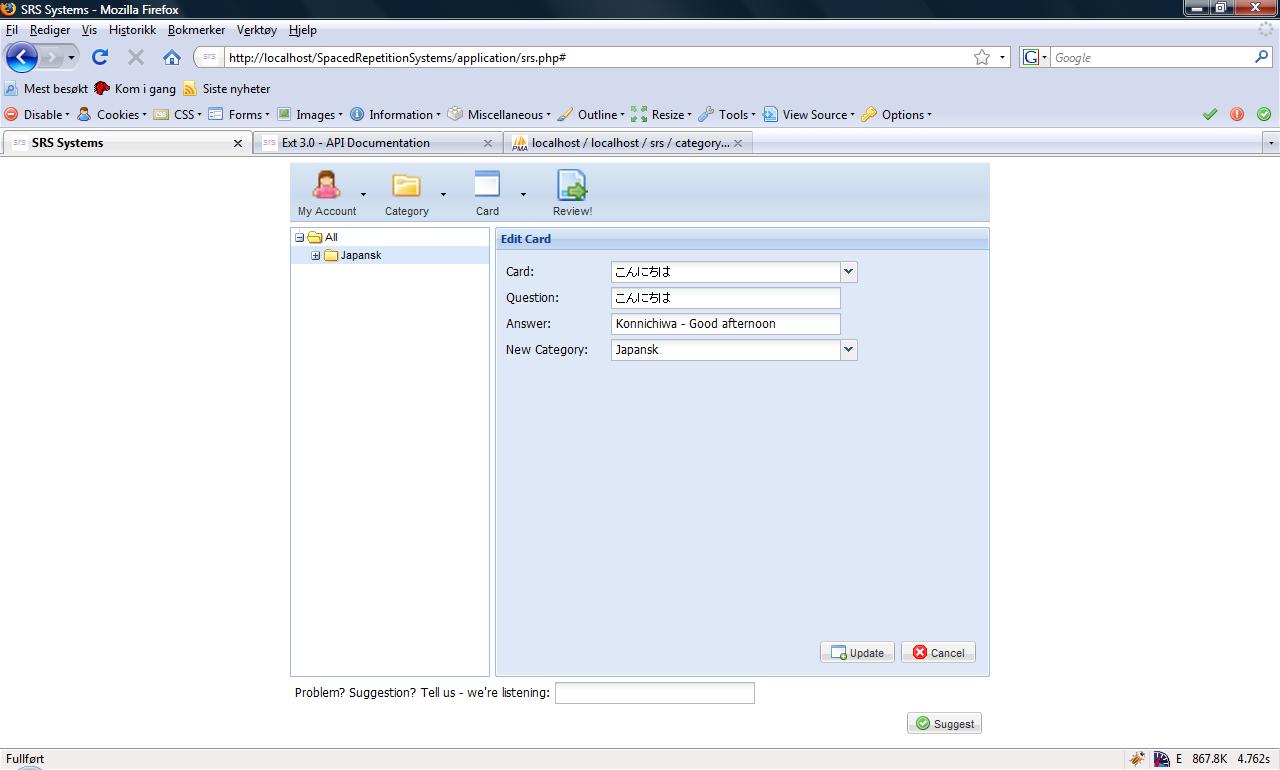 SRS Systems - Mozilla Firefox
Fil Rediger Vis Historikk Bokmerker Verktøy Hjelp
srs http://localhost/SpacedRepetitionSystems/application/srs.php# G Google
Mest besøkt Kom i gang Siste nyheter
Disable Cookies CSS Forms Images Information Miscellaneous Outline Resize Tools View Source Options
srs SRS Systems srs Ext 3.0 - API Documentation PMA localhost / localhost / srs / category...
My Account Category Card Review!
All
Japansk
Edit Card
Card: こんにちは
Question: こんにちは
Answer: Konnichiwa - Good afternoon
New Category: Japansk
Update Cancel
Problem? Suggestion? Tell us - we're listening:
Suggest
Fullført E 867.8K 4.762s